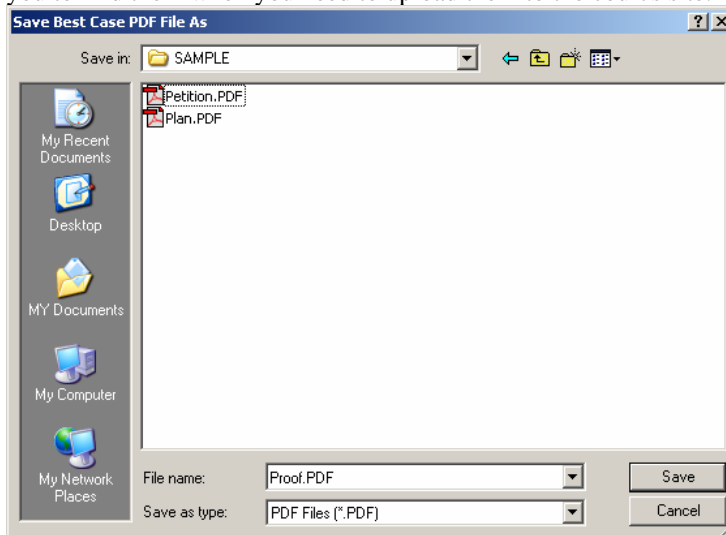 Save Best Case PDF File As
Save in:
SAMPLE
Petition.PDF
Plan.PDF
My Recent
Documents
Desktop
MY Documents
My Computer
My Network
Places
File name:
Proof.PDF
Save
Save as type:
PDF Files (*.PDF)
Cancel